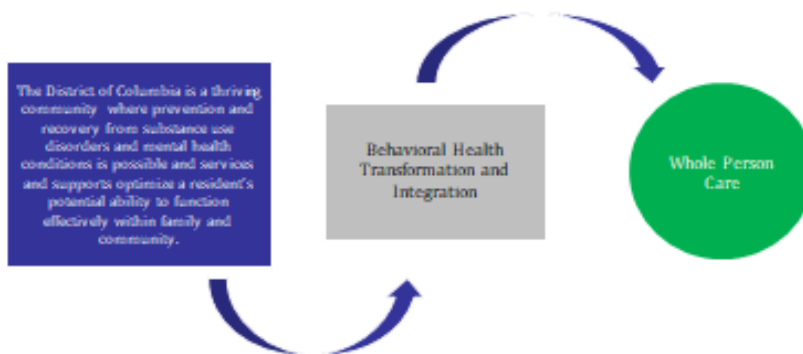 The District of Columbia is a thriving
community where prevention and
recovery from substance use
disorders and mental health
conditions is possible and services
and supports optimize a resident's
potential ability to function
effectively within family and
community.
Behavioral Health
Transformation and
Integration
Whole Person
Care